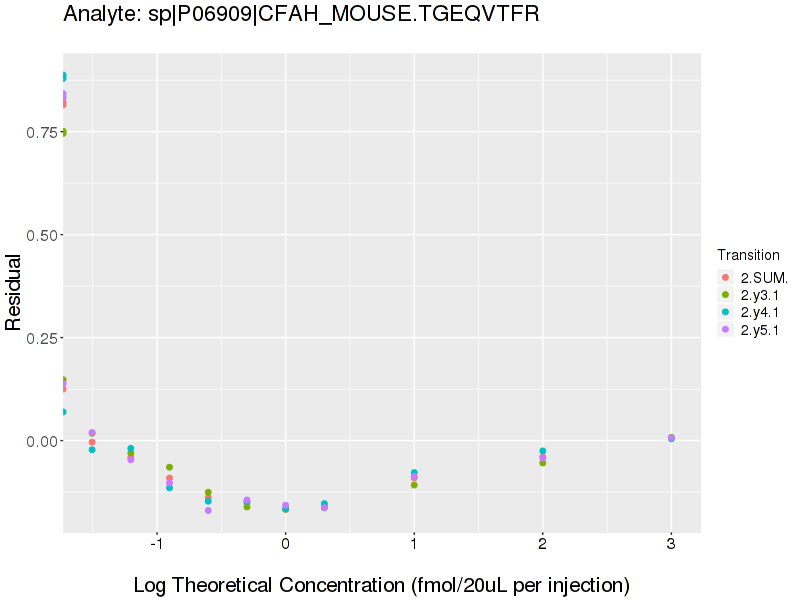 Analyte: sp|P06909|CFAH_MOUSE.TGEQVTFR
0.75
0.50
0.25
0.00
Residual
-1 0 1 2 3
Log Theoretical Concentration (fmol/20uL per injection)
Transition
2.SUM.
2.y3.1
2.y4.1
2.y5.1